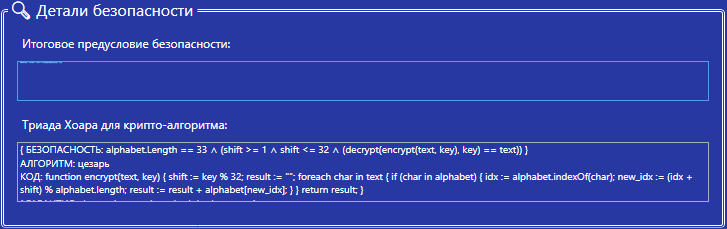 Детали безопасности
Итоговое предусловие безопасности:
Триада Хоара для крипто-алгоритма:
{ БЕЗОПАСНОСТЬ: alphabet.Length == 33 ∧ (shift >= 1 ∧ shift <= 32 ∧ (decrypt(encrypt(text, key), key) == text)) }
АЛГОРИТМ: цезарь
КОД: function encrypt(text, key) { shift := key % 32; result := ""; foreach char in text { if (char in alphabet) { idx := alphabet.indexOf(char); new_idx := (idx +
shift) % alphabet.length; result := result + alphabet[new_idx]; } } return result; }